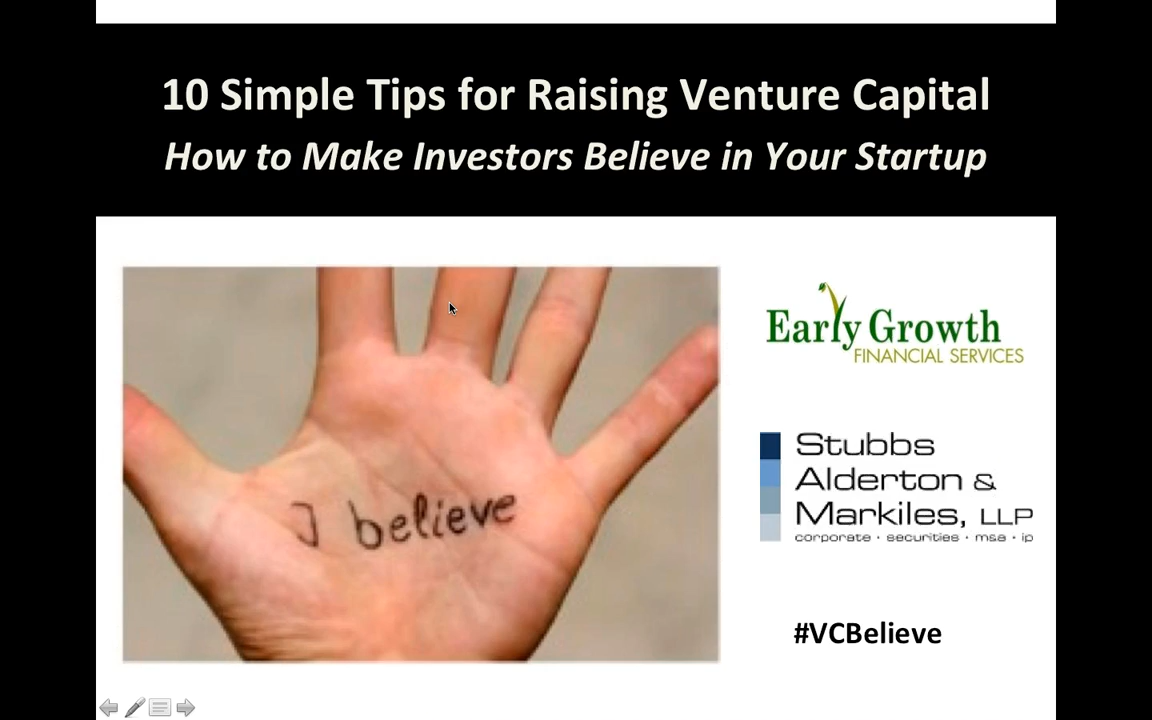 10 Simple Tips for Raising Venture Capital
How to Make Investors Believe in Your Startup
I believe
Early Growth
FINANCIAL SERVICES
Stubbs
Alderton &
Markiles, LLP
corporate · securities · m&a · ip
#VCBelieve